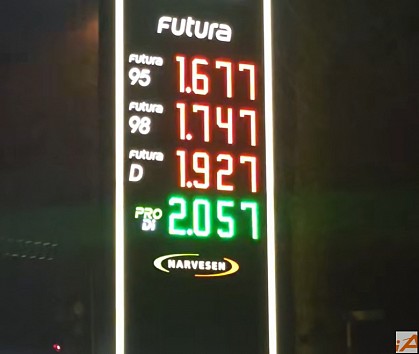 Futura
Futura 95 1.677
Futura 98 1.747
Futura D 1.927
PRO DI 2.057
NARVESEN